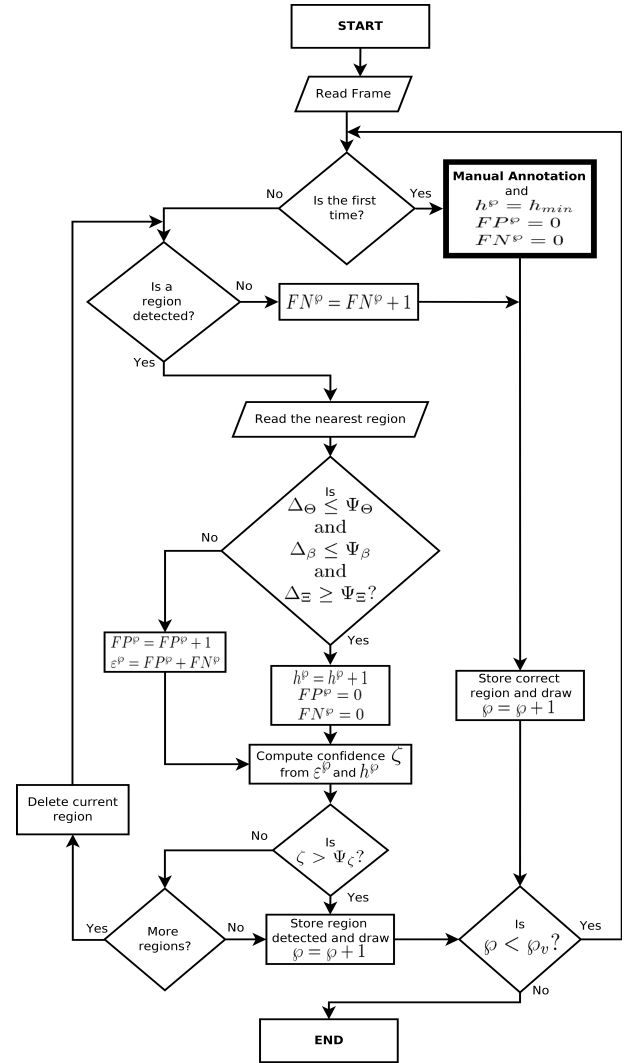 START
Read Frame
Is the first
time?
No
Yes
Manual Annotation
and
h^℘ = h_min
FP^℘ = 0
FN^℘ = 0
Is a
region
detected?
No
FN^℘ = FN^℘ + 1
Yes
Read the nearest region
Is
Δ_Θ ≤ Ψ_Θ
and
Δ_β ≤ Ψ_β
and
Δ_Ξ ≥ Ψ_Ξ?
No
Yes
FP^℘ = FP^℘ + 1
ε^℘ = FP^℘ + FN^℘
h^℘ = h^℘ + 1
FP^℘ = 0
FN^℘ = 0
Store correct
region and draw
℘ = ℘ + 1
Compute confidence ζ
from ε^℘ and h^℘
Delete current
region
Is
ζ > Ψ_ζ?
No
Yes
More
regions?
Yes
No
Store region
detected and draw
℘ = ℘ + 1
Is
℘ < ℘_v?
Yes
No
END